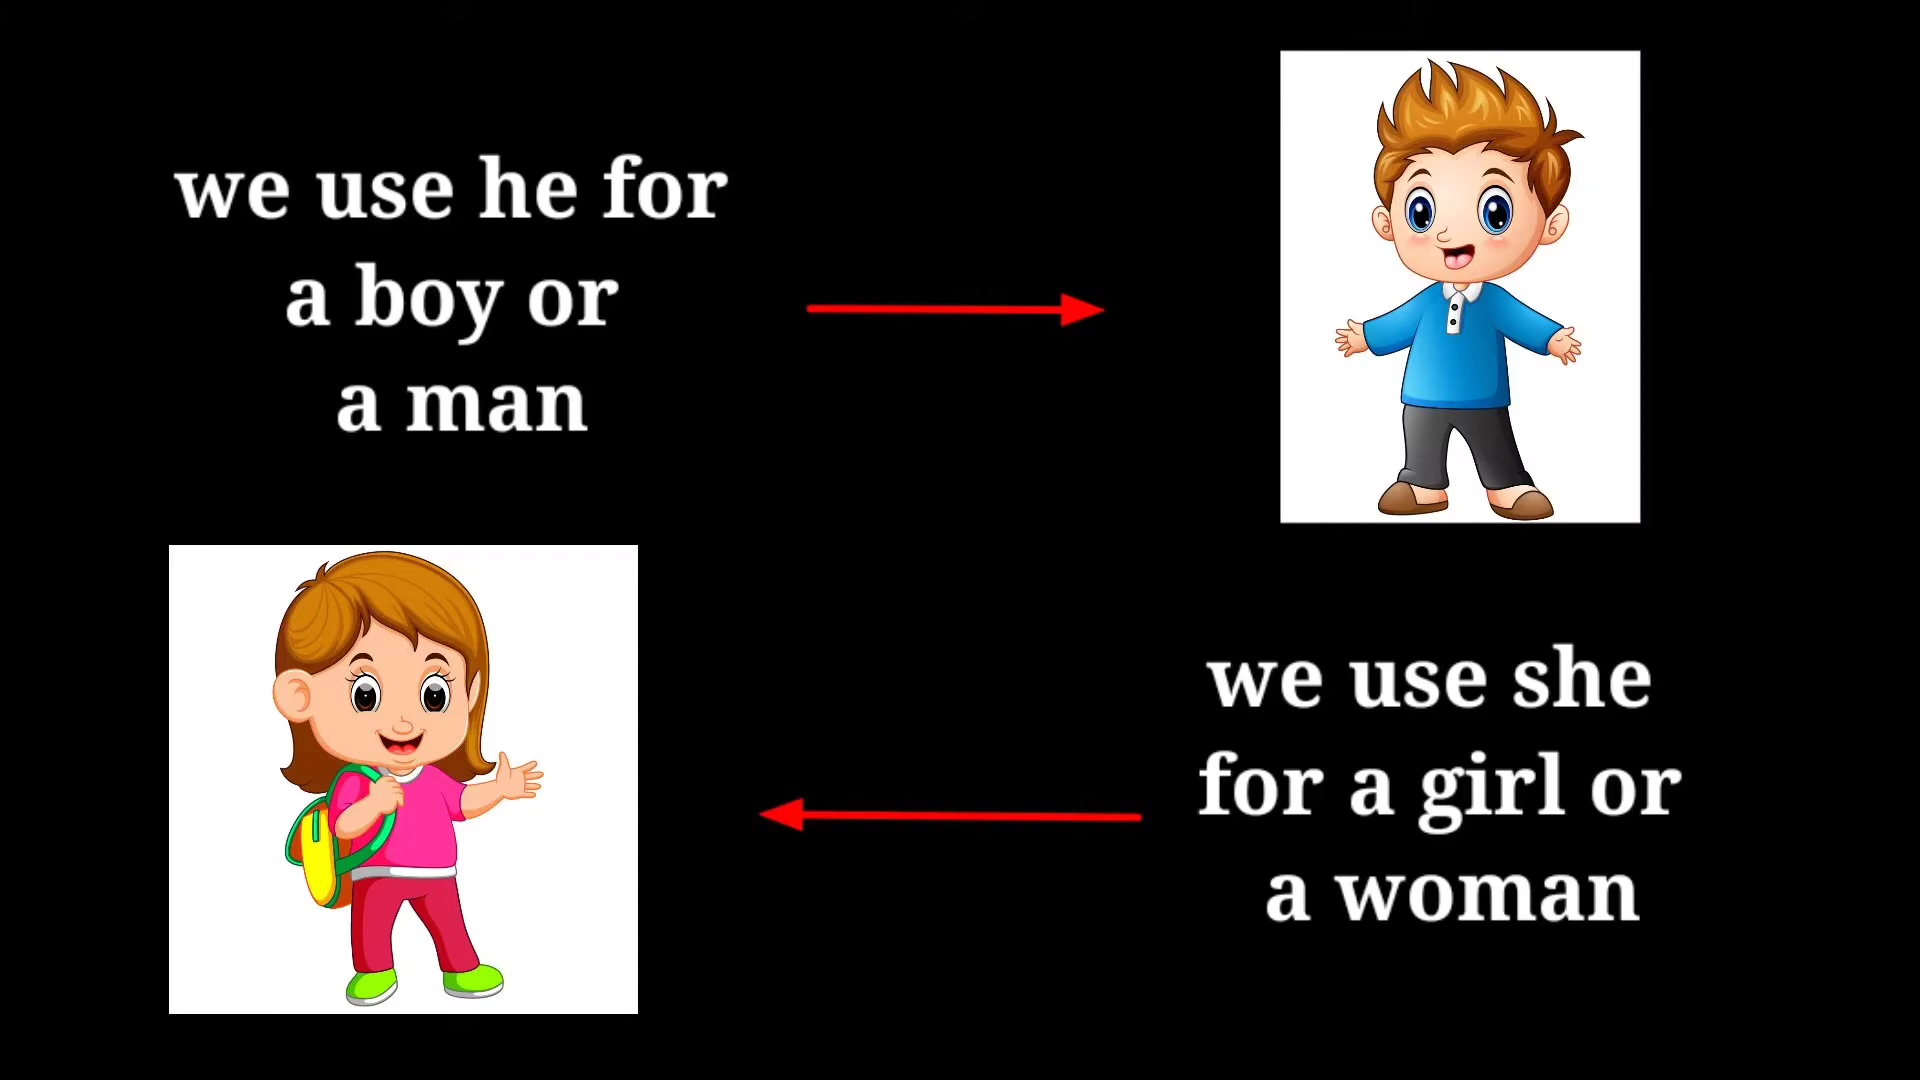 we use he for
a boy or
a man
we use she
for a girl or
a woman